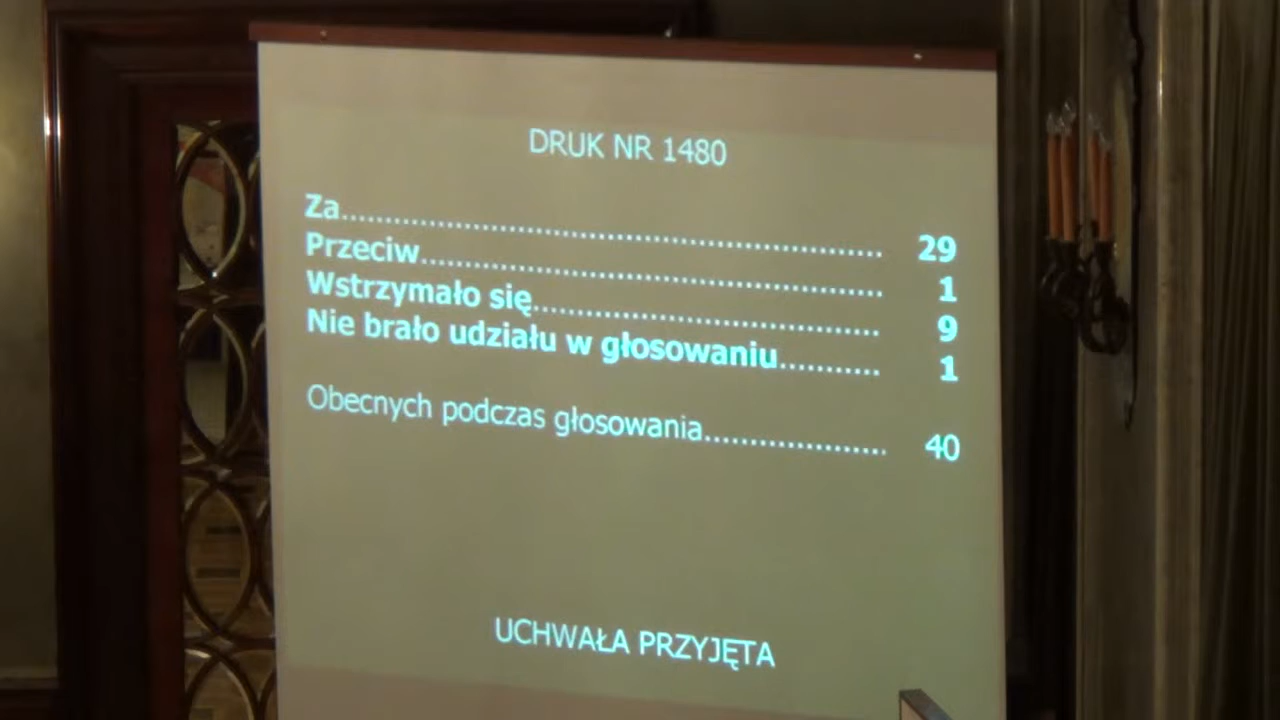 DRUK NR 1480
Za.................................................................. 29
Przeciw........................................................ 1
Wstrzymało się.......................................... 9
Nie brało udziału w głosowaniu........... 1
Obecnych podczas głosowania.................... 40
UCHWAŁA PRZYJĘTA